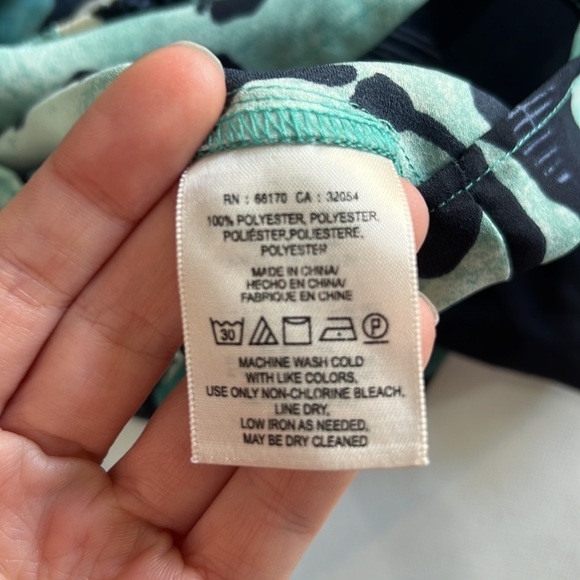 RN : 66170 CA : 32054
100% POLYESTER, POLYESTER,
POLIÉSTER,POLIESTERE,
POLYESTER
MADE IN CHINA/
HECHO EN CHINA/
FABRIQUE EN CHINE
30
P
MACHINE WASH COLD
WITH LIKE COLORS,
USE ONLY NON-CHLORINE BLEACH,
LINE DRY,
LOW IRON AS NEEDED,
MAY BE DRY CLEANED